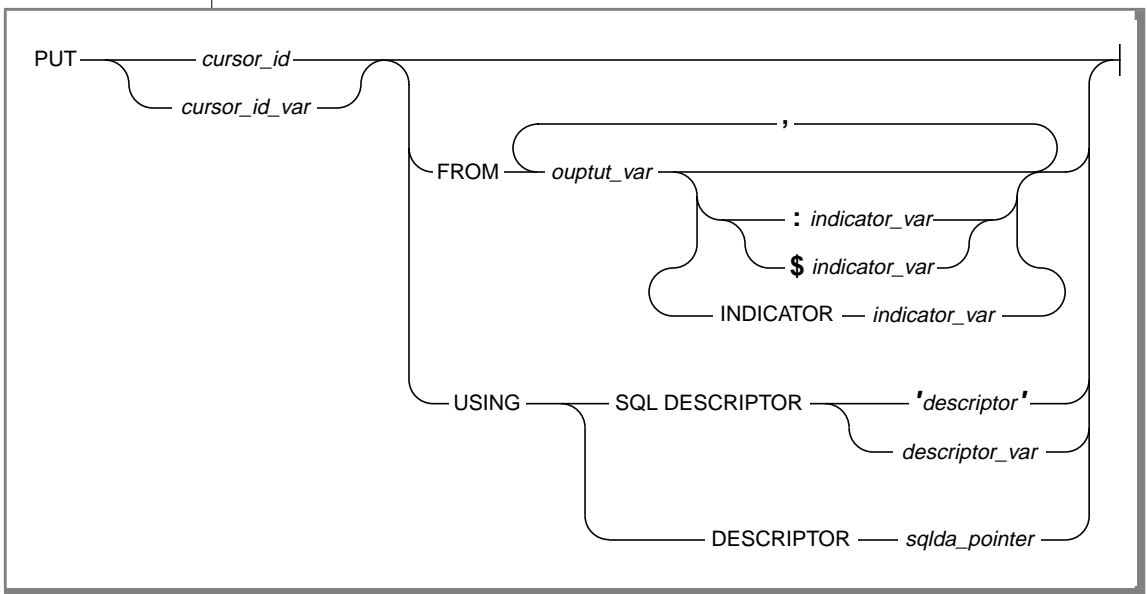 PUT cursor_id
cursor_id_var
,
FROM ouptut_var
: indicator_var
$ indicator_var
INDICATOR indicator_var
USING SQL DESCRIPTOR 'descriptor'
descriptor_var
DESCRIPTOR sqlda_pointer